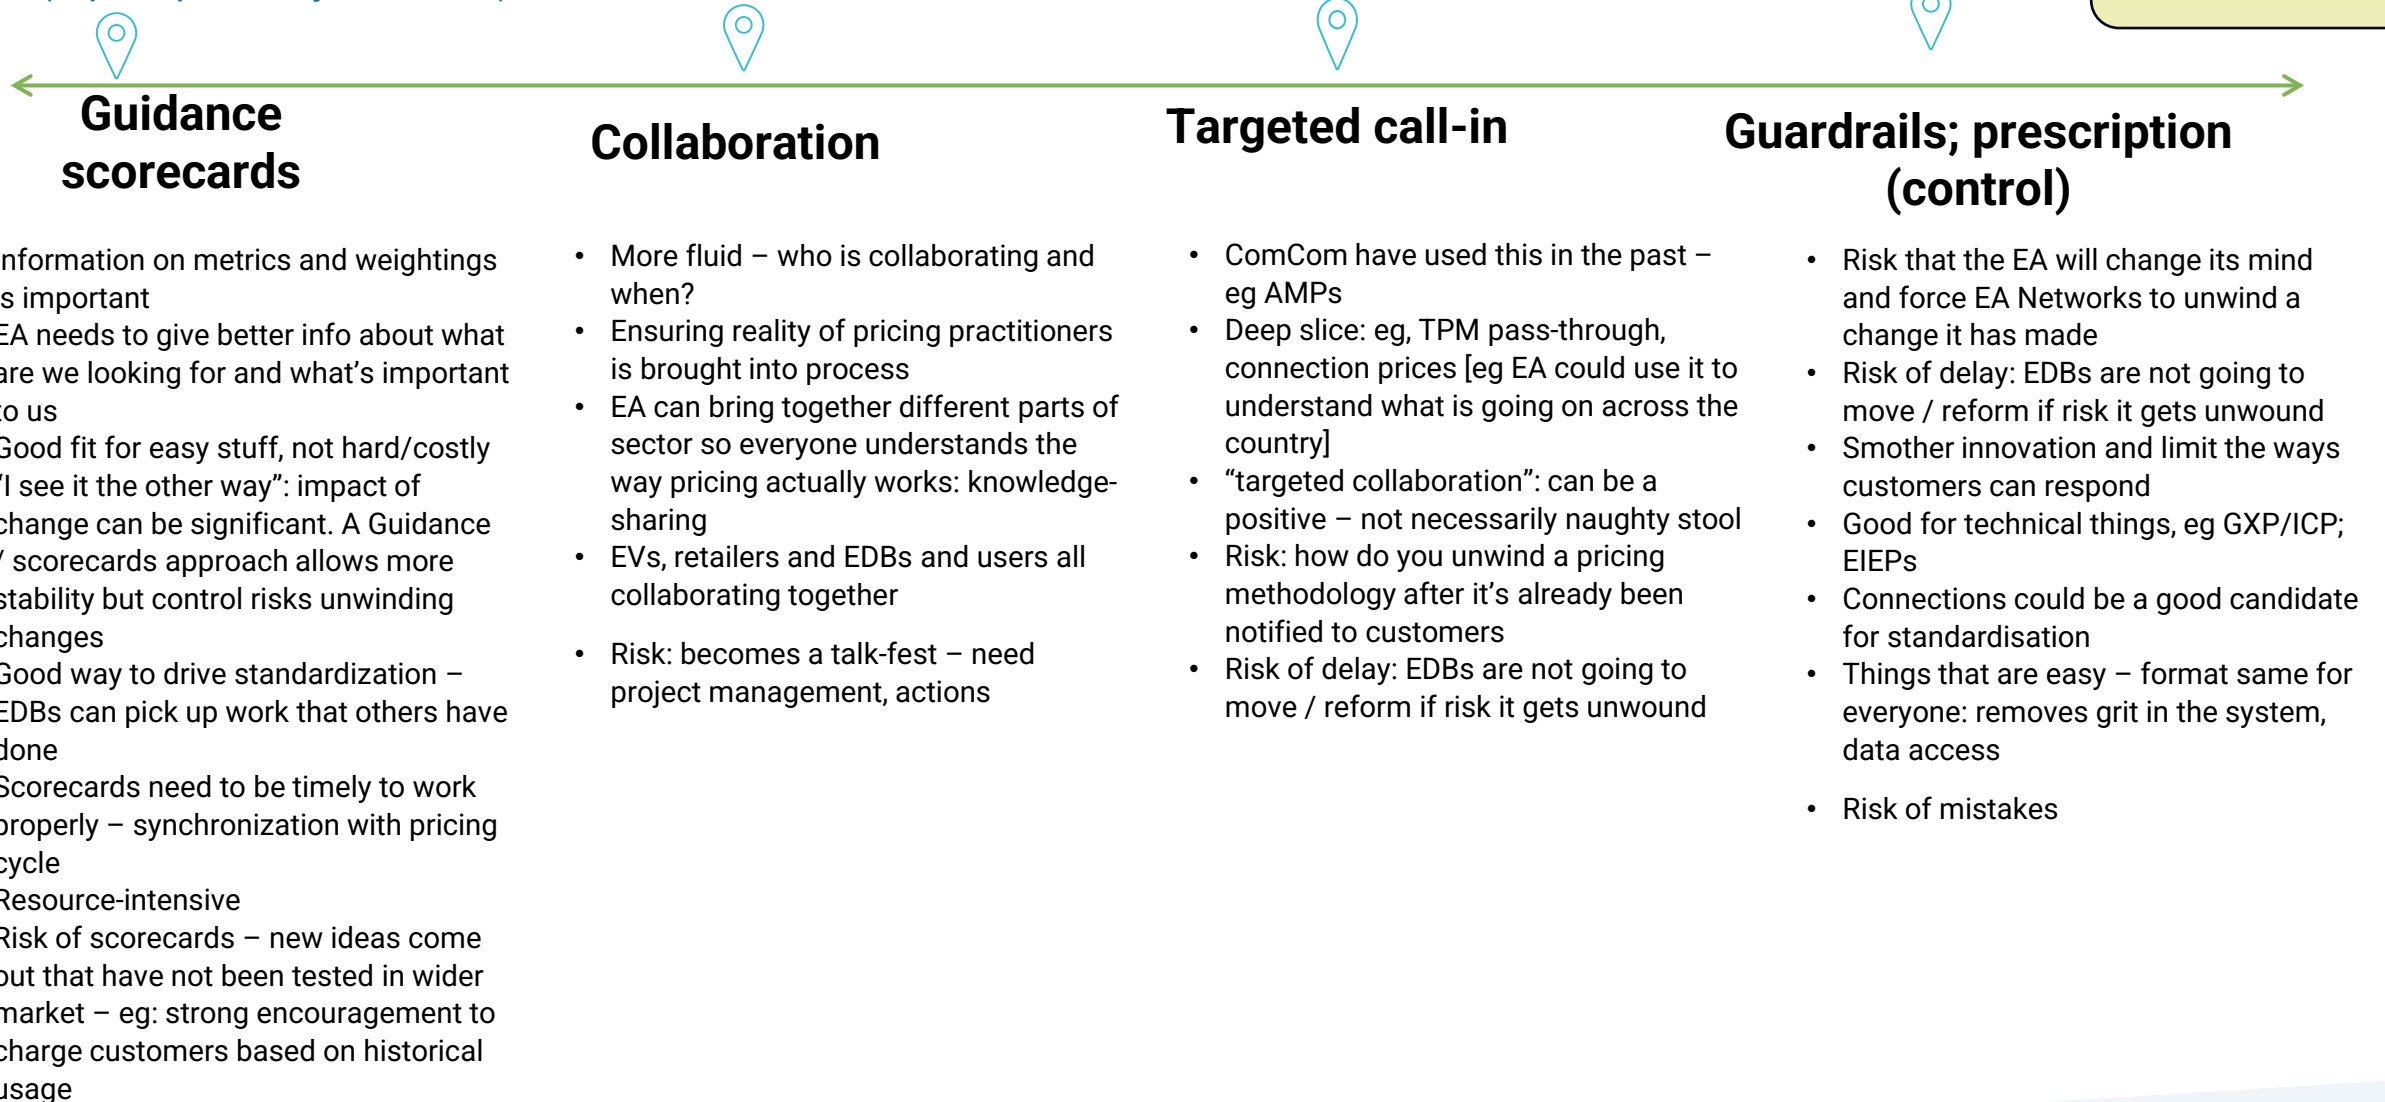 Guidance
scorecards
nformation on metrics and weightings
s important
EA needs to give better info about what
are we looking for and what's important
to us
Good fit for easy stuff, not hard/costly
"I see it the other way": impact of
change can be significant. A Guidance
/ scorecards approach allows more
stability but control risks unwinding
changes
Good way to drive standardization –
EDBs can pick up work that others have
done
Scorecards need to be timely to work
properly – synchronization with pricing
cycle
Resource-intensive
Risk of scorecards – new ideas come
out that have not been tested in wider
market – eg: strong encouragement to
charge customers based on historical
usage
Collaboration
• More fluid – who is collaborating and
when?
• Ensuring reality of pricing practitioners
is brought into process
• EA can bring together different parts of
sector so everyone understands the
way pricing actually works: knowledge-
sharing
• EVs, retailers and EDBs and users all
collaborating together
• Risk: becomes a talk-fest – need
project management, actions
Targeted call-in
• ComCom have used this in the past –
eg AMPs
• Deep slice: eg, TPM pass-through,
connection prices [eg EA could use it to
understand what is going on across the
country]
• “targeted collaboration”: can be a
positive – not necessarily naughty stool
• Risk: how do you unwind a pricing
methodology after it’s already been
notified to customers
• Risk of delay: EDBs are not going to
move / reform if risk it gets unwound
Guardrails; prescription
(control)
• Risk that the EA will change its mind
and force EA Networks to unwind a
change it has made
• Risk of delay: EDBs are not going to
move / reform if risk it gets unwound
• Smother innovation and limit the ways
customers can respond
• Good for technical things, eg GXP/ICP;
EIEPs
• Connections could be a good candidate
for standardisation
• Things that are easy – format same for
everyone: removes grit in the system,
data access
• Risk of mistakes